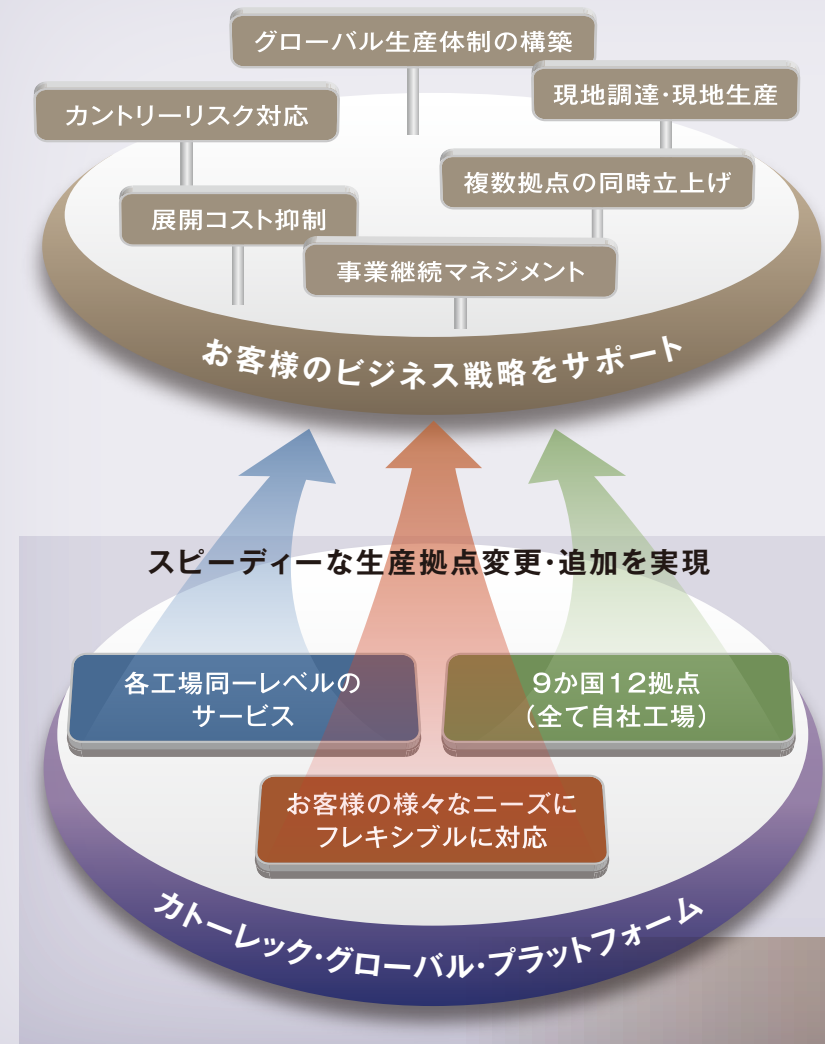 グローバル生産体制の構築
現地調達・現地生産
カントリーリスク対応
複数拠点の同時立上げ
展開コスト抑制
事業継続マネジメント
お客様のビジネス戦略をサポート
スピーディーな生産拠点変更・追加を実現
各工場同一レベルの
サービス
9か国12拠点
（全て自社工場）
お客様の様々なニーズに
フレキシブルに対応
カトーレック・グローバル・プラットフォーム